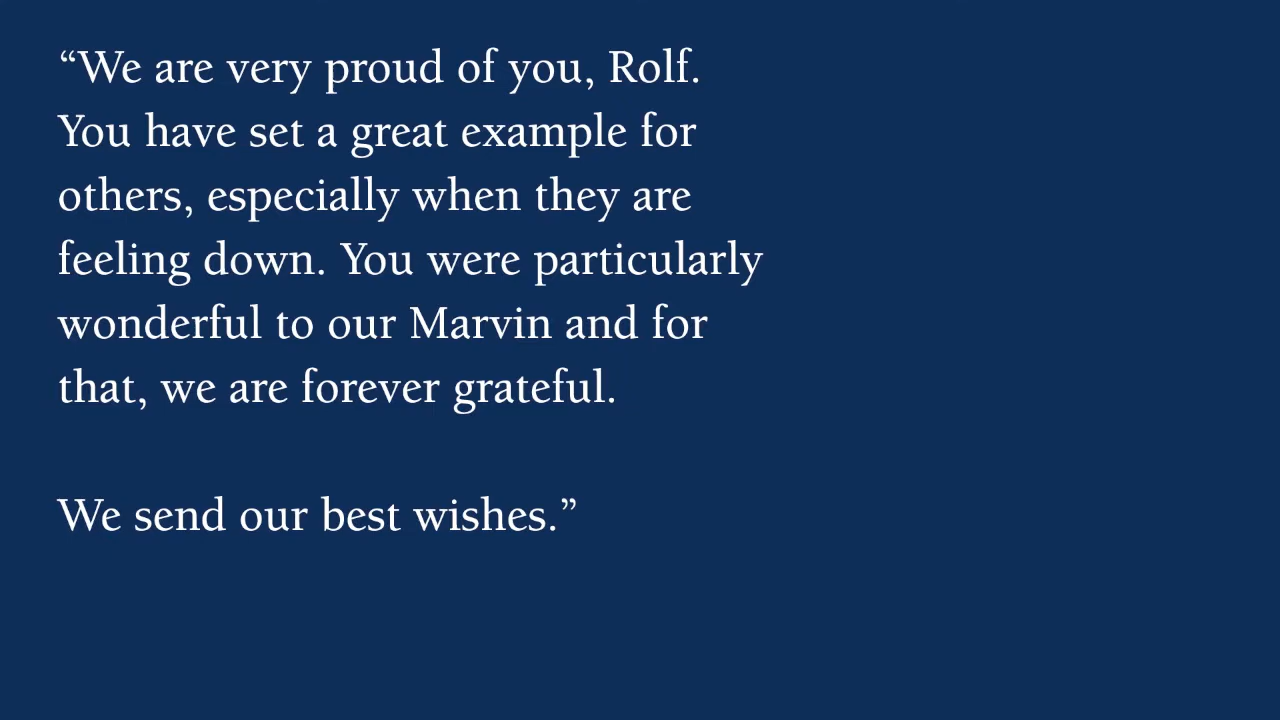 “We are very proud of you, Rolf.
You have set a great example for
others, especially when they are
feeling down. You were particularly
wonderful to our Marvin and for
that, we are forever grateful.
We send our best wishes.”